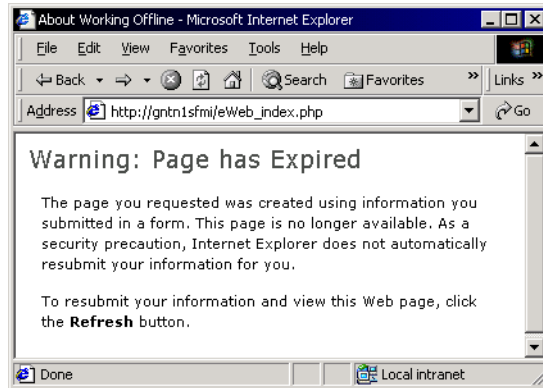 About Working Offline - Microsoft Internet Explorer
File Edit View Favorites Tools Help
Back Search Favorites » Links »
Address http://gntn1sfmi/eWeb_index.php Go
Warning: Page has Expired
The page you requested was created using information you
submitted in a form. This page is no longer available. As a
security precaution, Internet Explorer does not automatically
resubmit your information for you.
To resubmit your information and view this Web page, click
the Refresh button.
Done Local intranet